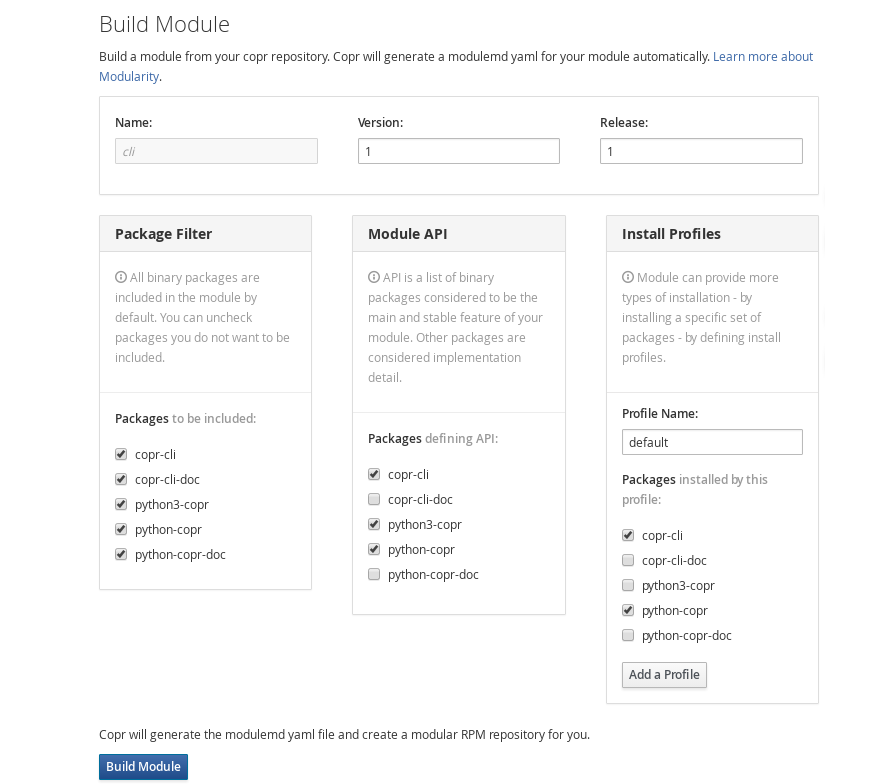 Build Module
Build a module from your copr repository. Copr will generate a modulemd yaml for your module automatically. Learn more about
Modularity.
Name:
Version:
Release:
cli
1
1
Package Filter
All binary packages are
included in the module by
default. You can uncheck
packages you do not want to be
included.
Packages to be included:
copr-cli
copr-cli-doc
python3-copr
python-copr
python-copr-doc
Module API
API is a list of binary
packages considered to be the
main and stable feature of your
module. Other packages are
considered implementation
detail.
Packages defining API:
copr-cli
copr-cli-doc
python3-copr
python-copr
python-copr-doc
Install Profiles
Module can provide more
types of installation - by
installing a specific set of
packages - by defining install
profiles.
Profile Name:
default
Packages installed by this
profile:
copr-cli
copr-cli-doc
python3-copr
python-copr
python-copr-doc
Add a Profile
Copr will generate the modulemd yaml file and create a modular RPM repository for you.
Build Module